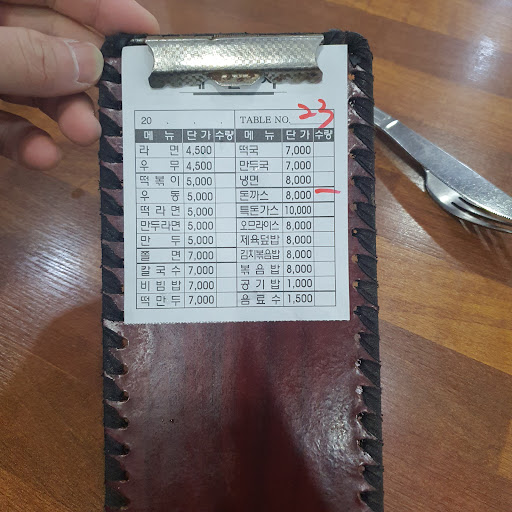 20 . . . TABLE NO. 23
메 뉴 단 가 수량 메 뉴 단 가 수량
라 면 4,500 떡국 7,000
우 무 4,500 만두국 7,000
떡 볶 이 5,000 냉면 8,000
우 동 5,000 돈까스 8,000 一
떡 라 면 5,000 특돈가스 10,000
만두라면 5,000 오므라이스 8,000
만 두 5,000 제육덮밥 8,000
쫄 면 7,000 김치볶음밥 8,000
칼 국 수 7,000 볶 음 밥 8,000
비 빔 밥 7,000 공 기 밥 1,000
떡 만 두 7,000 음 료 수 1,500